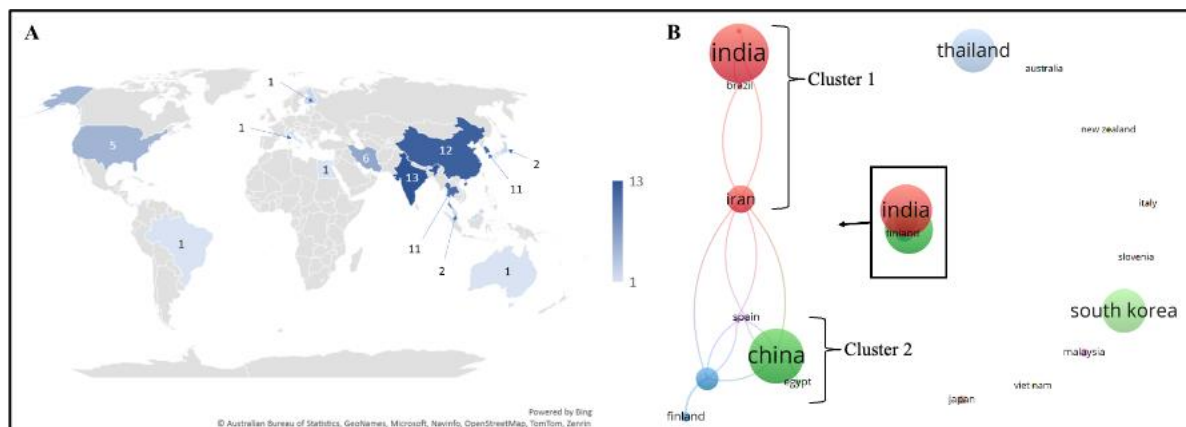 A
1
1
5
6
12
13
1
2
11
11
2
1
1
13
1
Powered by Bing
© Australian Bureau of Statistics, GeoNames, Microsoft, Navinfo, OpenStreetMap, TomTom, Zenrin
B
india
brazil
Cluster 1
iran
spain
china
egypt
Cluster 2
finland
thailand
australia
new zealand
india
finland
italy
slovenia
south korea
malaysia
vietnam
japan